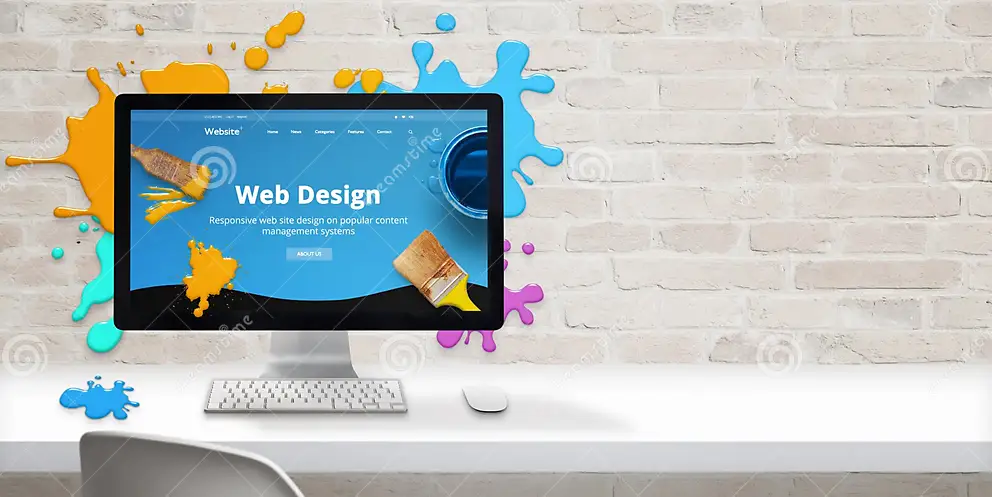 Website
Home News Categories Features Contact
Web Design
Responsive web site design on popular content
management systems
ABOUT US
dreamstime